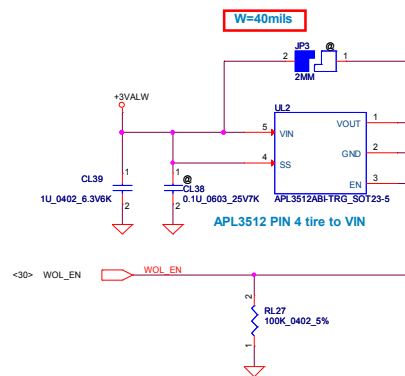 W=40mils
JP3
@
2
1
2MM
+3VALW
UL2
5
VIN
VOUT
1
4
SS
GND
2
EN
3
APL3512ABI-TRG_SOT23-5
1
CL39
1U_0402_6.3V6K
2
@
1
CL38
0.1U_0603_25V7K
2
APL3512 PIN 4 tire to VIN
<30> WOL_EN
WOL_EN
2
RL27
100K_0402_5%
1